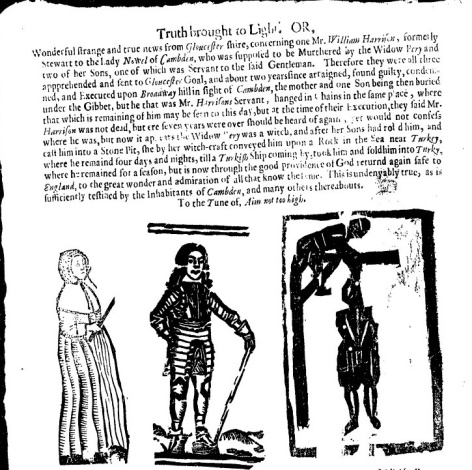 Truth brought to Light. OR,
Wonderful strange and true news from Gloucester shire, concerning one Mr. William Harrison, formerly
Stewart to the Lady Nowel of Cambden, who was supposed to be Murthered by the Widow Pery and
two of her Sons, one of which was Servant to the said Gentleman. Therefore they were all three
appprehended and sent to Gloucester Goal, and about two yearssince arraigned, found guilty, condem-
ned, and Executed upon Broadway hill in sight of Cambden, the mother and one Son being then buried
under the Gibbet, but he that was Mr. Harrisons Servant, hanged in Chains in the same place, where
that which is remaining of him may be seen to this day, but at the time of their Execution, they said Mr.
Harrison was not dead, but ere seven years were over should be heard of again, yet would not confess
where he was, but now it appears the Widow Pery was a witch, and after her Sons had rol'd him, and
cast him into a Stone Pit, she by her witch-craft conveyed him upon a Rock in the Sea near Turkey,
where he remaind four days and nights, till a Turkish Ship coming by, took him and sold him into Turky,
where he remained for a season, but is now through the good providence of God returnd again safe to
England, to the great wonder and admiration of all that know the same. This is undenyably true, as is
sufficiently testified by the Inhabitants of Cambden, and many others thereabouts.
To the Tune of, Aim not too high.